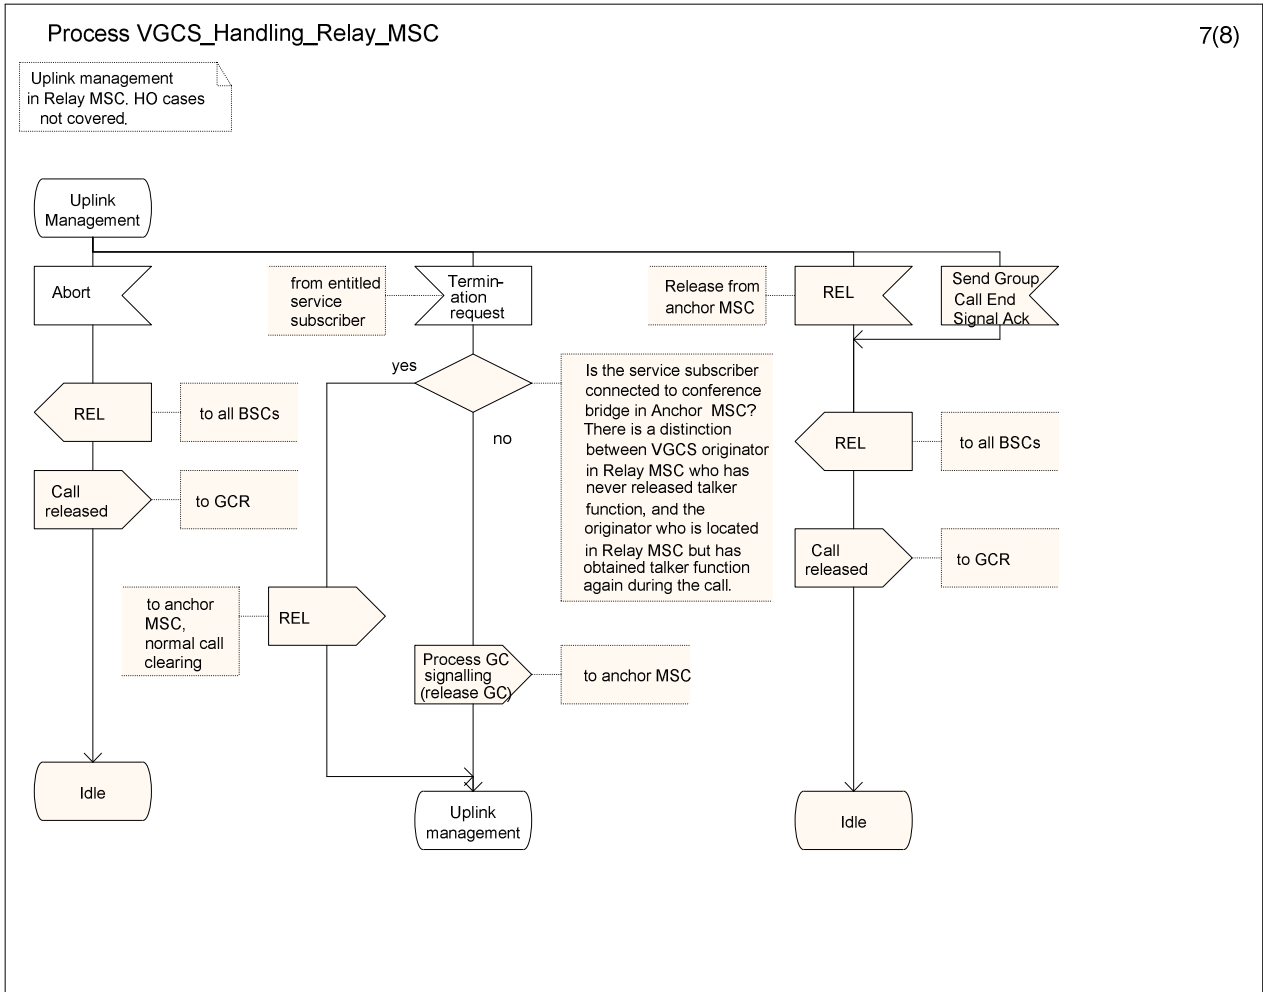 Process VGCS_Handling_Relay_MSC
7(8)
Uplink management
in Relay MSC. HO cases
not covered.
Uplink
Management
Abort
from entitled
service
subscriber
Termin-
ation
request
Release from
anchor MSC
REL
Send Group
Call End
Signal Ack
yes
no
Is the service subscriber
connected to conference
bridge in Anchor MSC?
There is a distinction
between VGCS originator
in Relay MSC who has
never released talker
function, and the
originator who is located
in Relay MSC but has
obtained talker function
again during the call.
REL
to all BSCs
REL
to all BSCs
Call
released
to GCR
Call
released
to GCR
to anchor
MSC,
normal call
clearing
REL
Process GC
signalling
(release GC)
to anchor MSC
Idle
Uplink
management
Idle